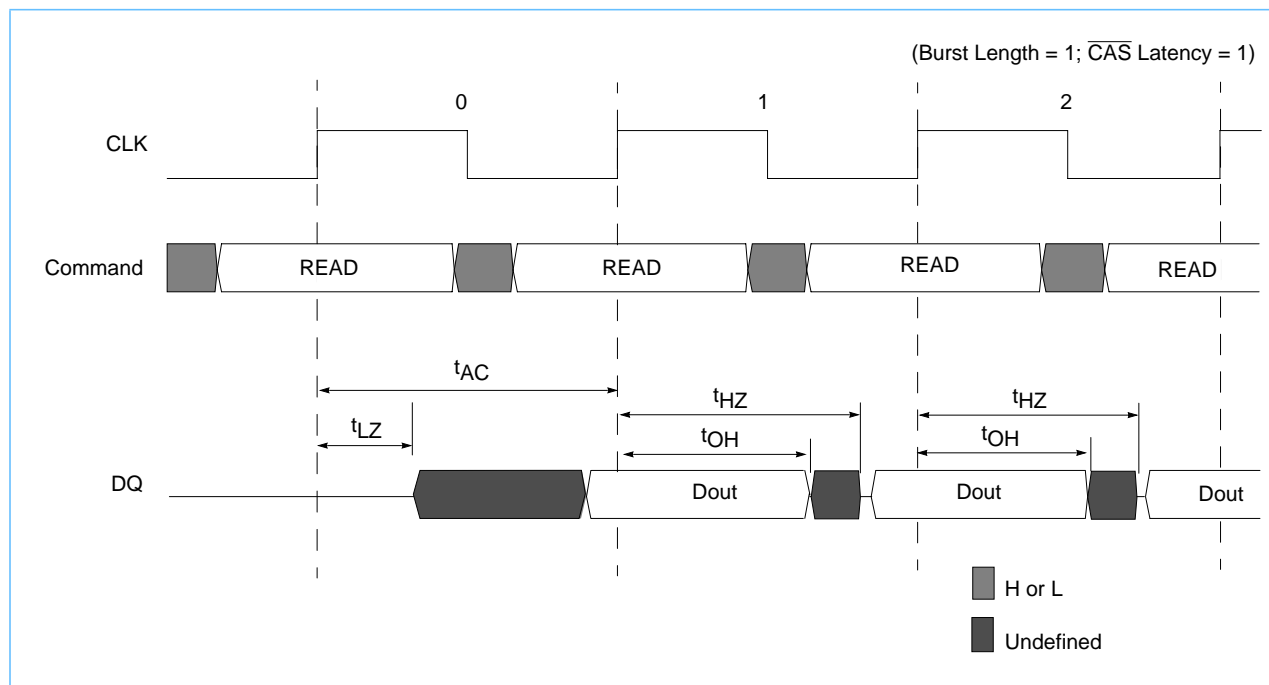 (Burst Length = 1; CAS Latency = 1)
0 1 2
CLK
Command READ READ READ READ
tAC
tHZ tHZ
tLZ tOH tOH
DQ Dout Dout Dout
H or L
Undefined